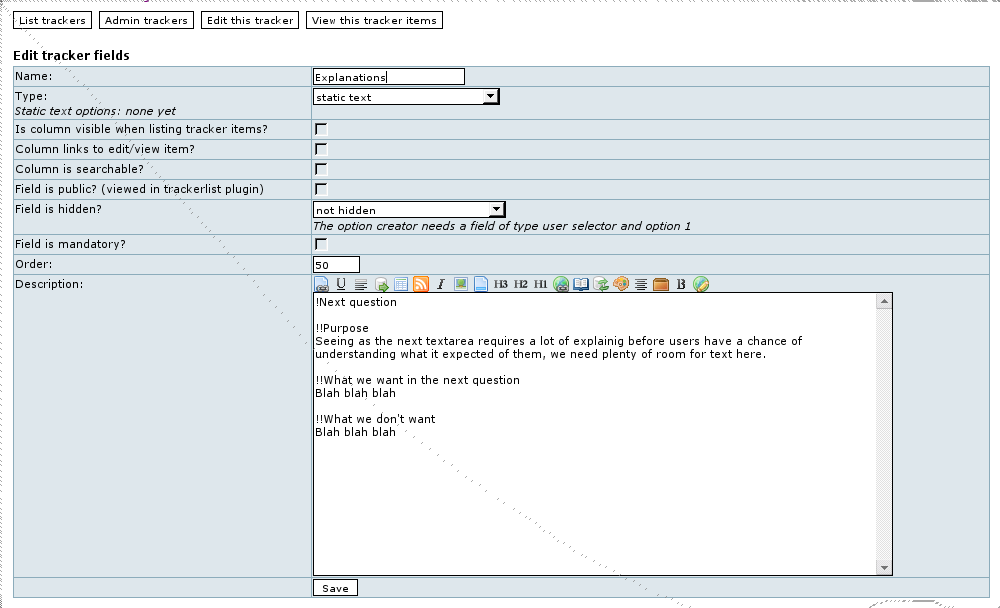 List trackers Admin trackers Edit this tracker View this tracker items
Edit tracker fields
Name: Explanations
Type: static text
Static text options: none yet
Is column visible when listing tracker items?
Column links to edit/view item?
Column is searchable?
Field is public? (viewed in trackerlist plugin)
Field is hidden? not hidden
The option creator needs a field of type user selector and option 1
Field is mandatory?
Order: 50
Description: U I H3 H2 H1 B
!Next question
!!Purpose
Seeing as the next textarea requires a lot of explainig before users have a chance of
understanding what it expected of them, we need plenty of room for text here.
!!What we want in the next question
Blah blah blah
!!What we don't want
Blah blah blah
Save